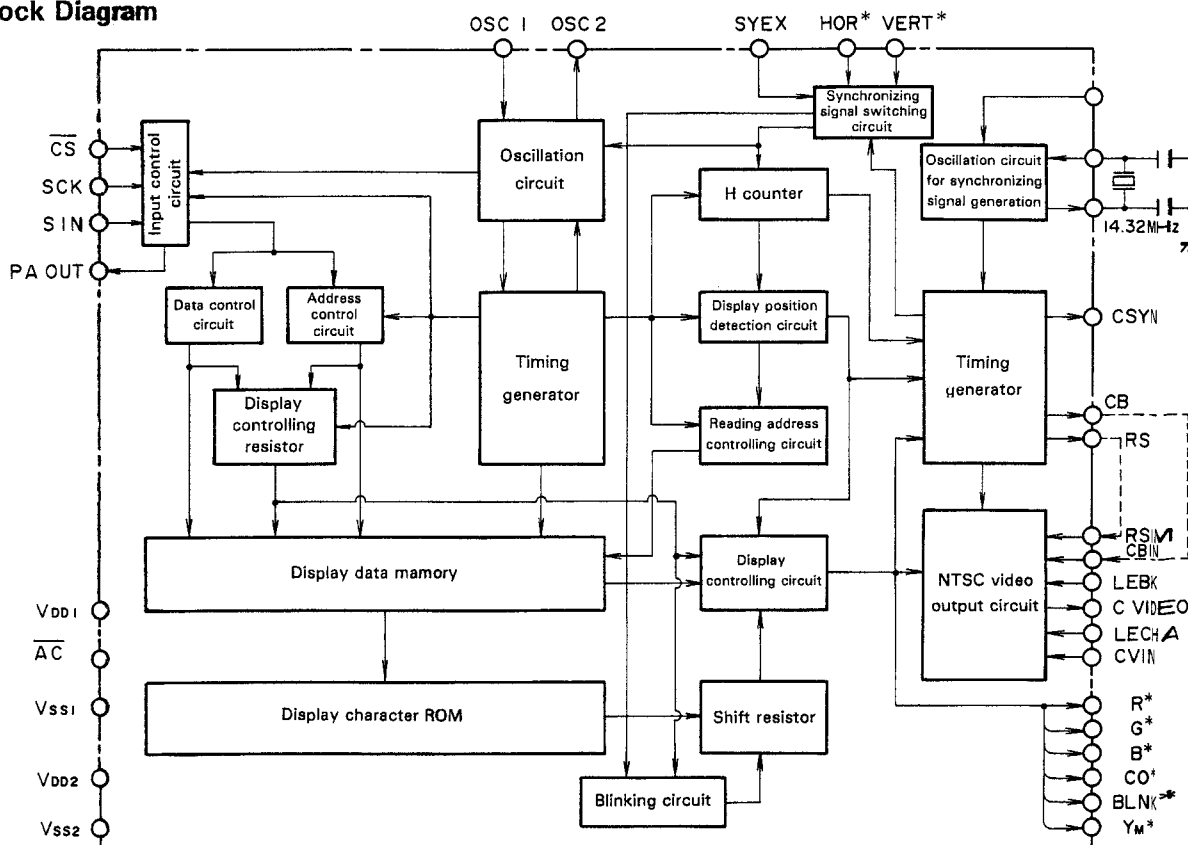 ock Diagram
OSC 1 OSC 2 SYEX HOR* VERT*
CS
SCK
SIN
PA OUT
Input control
circuit
Oscillation
circuit
Synchronizing
signal switching
circuit
Oscillation circuit
for synchronizing
signal generation
14.32MHz
H counter
Data control
circuit
Address
control
circuit
Timing
generator
Display position
detection circuit
Timing
generator
CSYN
CB
RS
Display
controlling
resistor
Reading address
controlling circuit
Display data mamory
Display
controlling circuit
NTSC video
output circuit
RSIN
CBIN
LEBK
C VIDEO
LECHA
CVIN
VDD1
AC
VSS1
VDD2
VSS2
Display character ROM
Shift resistor
Blinking circuit
R*
G*
B*
CO*
BLNK*
YM*